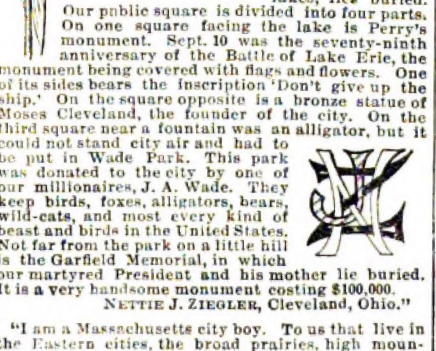 Our public square is divided into four parts.
On one square facing the lake is Perry's
monument. Sept. 10 was the seventy-ninth
anniversary of the Battle of Lake Erie, the
monument being covered with flags and flowers. One
of its sides bears the inscription 'Don't give up the
ship.' On the square opposite is a bronze statue of
Moses Cleveland, the founder of the city. On the
third square near a fountain was an alligator, but it
could not stand city air and had to
be put in Wade Park. This park
was donated to the city by one of
our millionaires, J. A. Wade. They
keep birds, foxes, alligators, bears,
wild-cats, and most every kind of
beast and birds in the United States.
Not far from the park on a little hill
is the Garfield Memorial, in which
our martyred President and his mother lie buried.
It is a very handsome monument costing $100,000.
NETTIE J. ZIEGLER, Cleveland, Ohio."
"I am a Massachusetts city boy. To us that live in
the Eastern cities, the broad prairies, high moun-